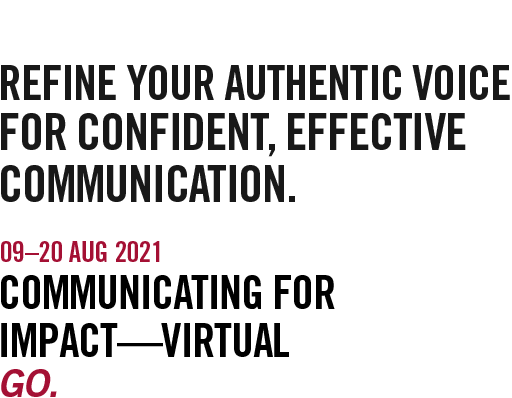 REFINE YOUR AUTHENTIC VOICE
FOR CONFIDENT, EFFECTIVE
COMMUNICATION.
09–20 AUG 2021
COMMUNICATING FOR
IMPACT—VIRTUAL
GO.